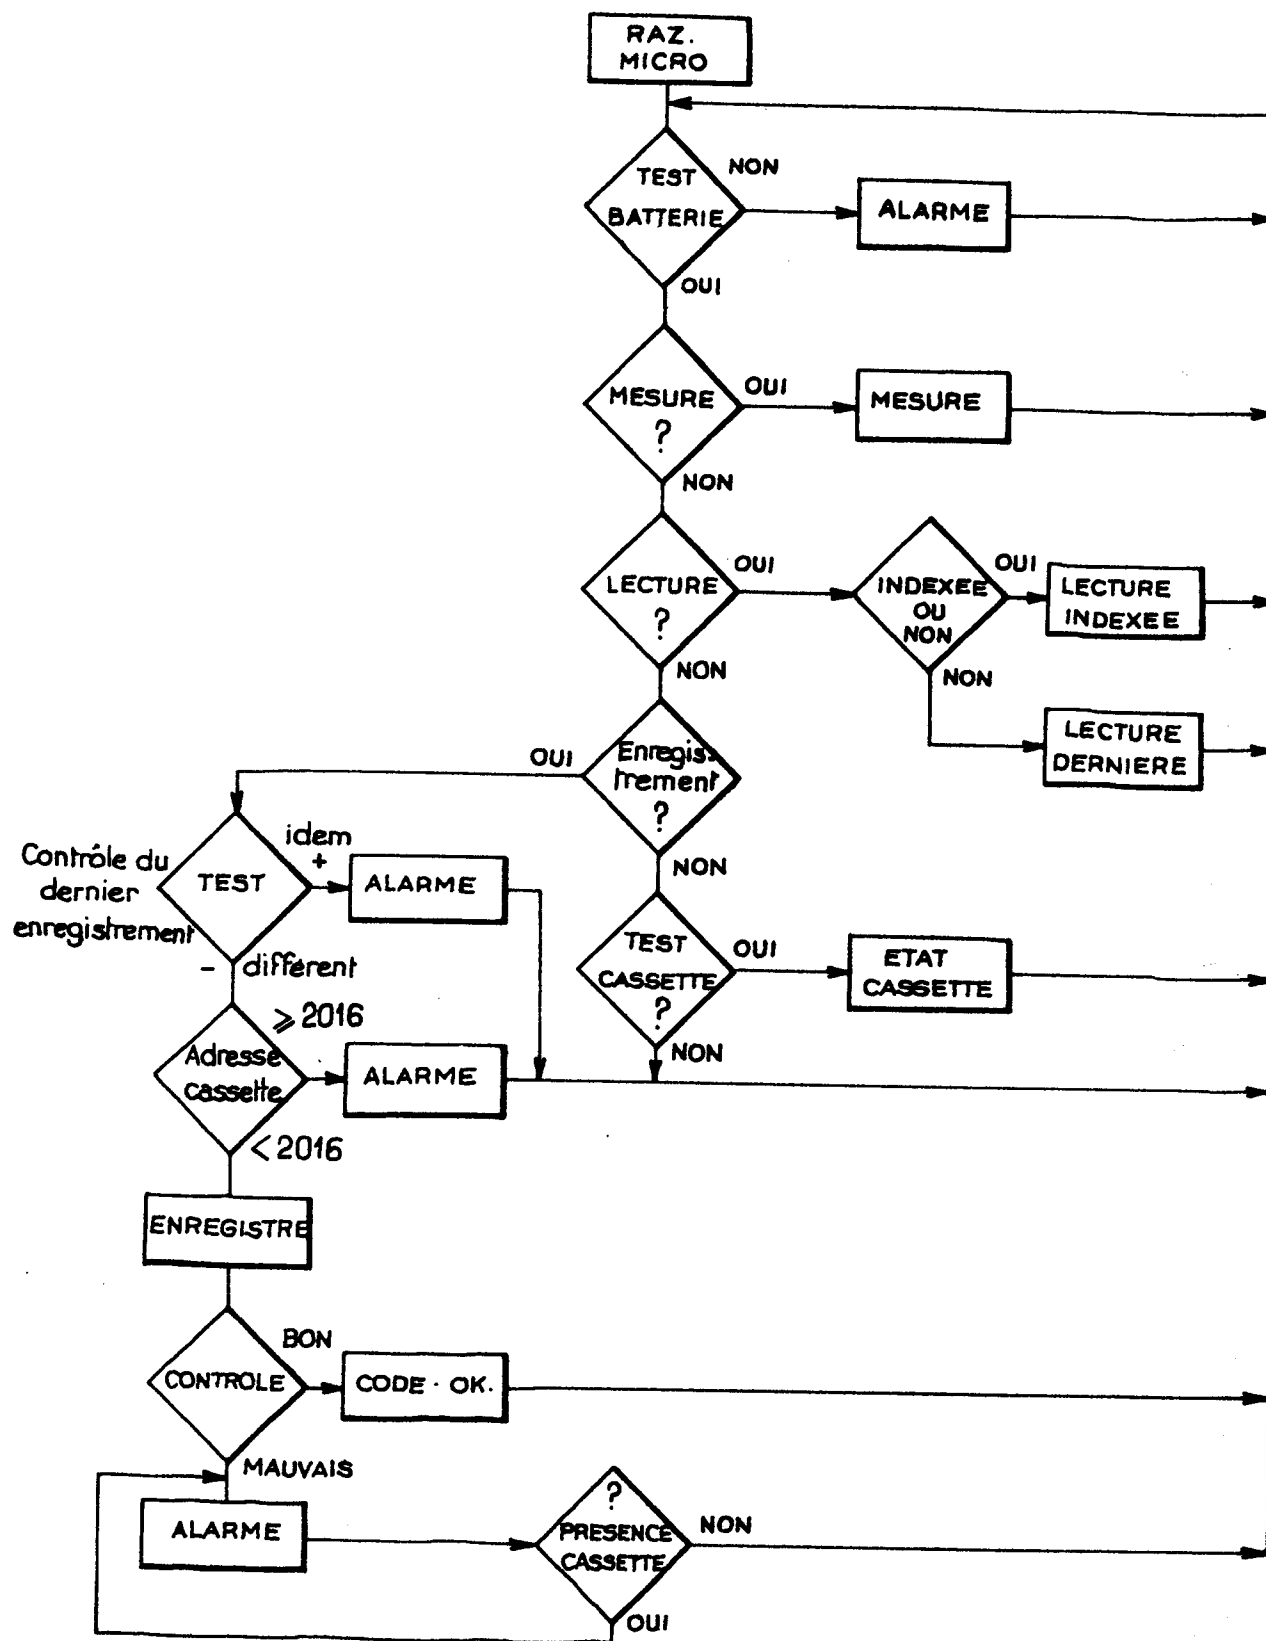 RAZ.
MICRO
TEST
BATTERIE
NON
ALARME
OUI
MESURE
?
OUI
MESURE
NON
LECTURE
?
OUI
INDEXEE
OU
NON
OUI
LECTURE
INDEXEE
NON
NON
LECTURE
DERNIERE
Enregis-
trement
?
OUI
NON
Contrôle du
dernier
enregistrement
TEST
idem
+
ALARME
- différent
TEST
CASSETTE
?
OUI
ETAT
CASSETTE
NON
Adresse
cassette
⩾ 2016
ALARME
< 2016
ENREGISTRE
CONTROLE
BON
CODE · OK.
MAUVAIS
ALARME
?
PRESENCE
CASSETTE
NON
OUI